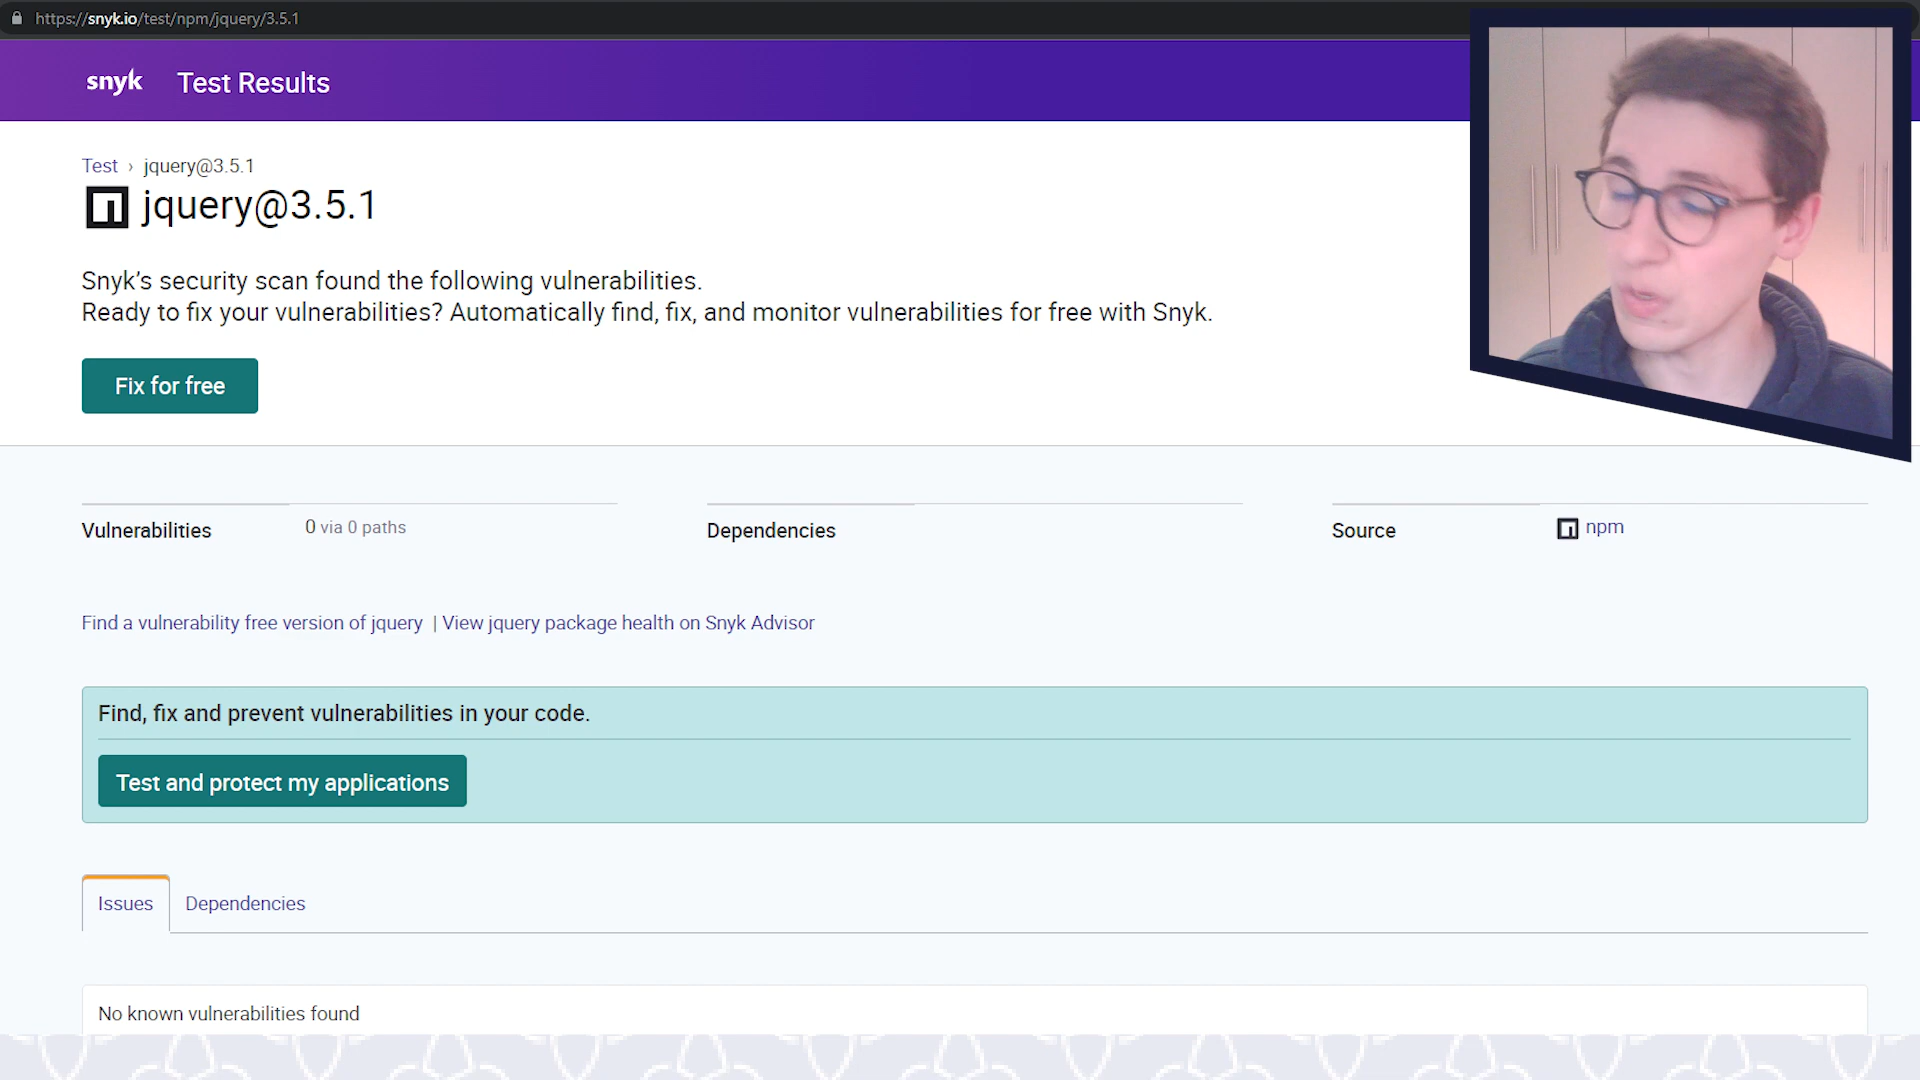 https://snyk.io/test/npm/jquery/3.5.1
snyk Test Results
Test › jquery@3.5.1
jquery@3.5.1
Snyk’s security scan found the following vulnerabilities.
Ready to fix your vulnerabilities? Automatically find, fix, and monitor vulnerabilities for free with Snyk.
Fix for free
Vulnerabilities 0 via 0 paths Dependencies Source npm
Find a vulnerability free version of jquery | View jquery package health on Snyk Advisor
Find, fix and prevent vulnerabilities in your code.
Test and protect my applications
Issues Dependencies
No known vulnerabilities found